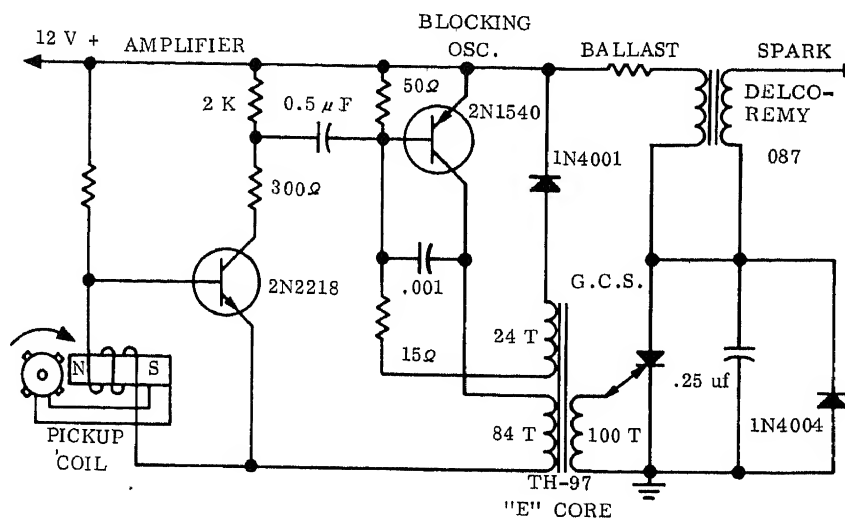 BLOCKING
OSC.
12 V +
AMPLIFIER
BALLAST
SPARK
50Ω
2 K
0.5 μF
2N1540
DELCO-
REMY
087
1N4001
300Ω
2N2218
.001
G.C.S.
24 T
15Ω
N
S
.25 uf
PICKUP
COIL
84 T
100 T
1N4004
TH-97
"E" CORE